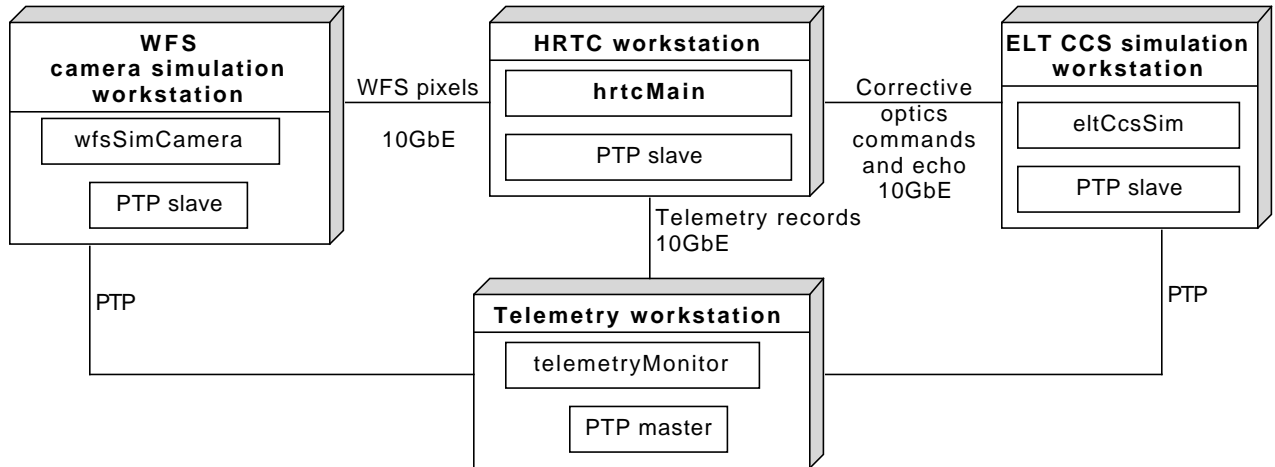 WFS
camera simulation
workstation
wfsSimCamera
PTP slave
WFS pixels
10GbE
HRTC workstation
hrtcMain
PTP slave
Corrective
optics
commands
and echo
10GbE
ELT CCS simulation
workstation
eltCcsSim
PTP slave
Telemetry records
10GbE
PTP
PTP
Telemetry workstation
telemetryMonitor
PTP master